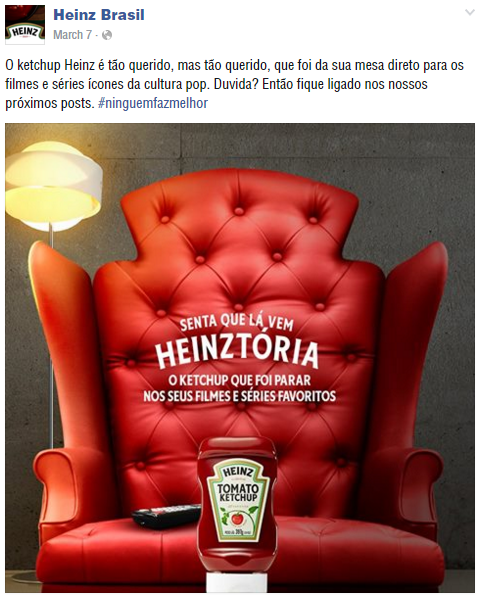 HEINZ
Heinz Brasil
March 7 ·
O ketchup Heinz é tão querido, mas tão querido, que foi da sua mesa direto para os
filmes e séries ícones da cultura pop. Duvida? Então fique ligado nos nossos
próximos posts. #ninguemfazmelhor
SENTA QUE LÁ VEM
HEINZTÓRIA
O KETCHUP QUE FOI PARAR
NOS SEUS FILMES E SÉRIES FAVORITOS
HEINZ
TOMATO
KETCHUP